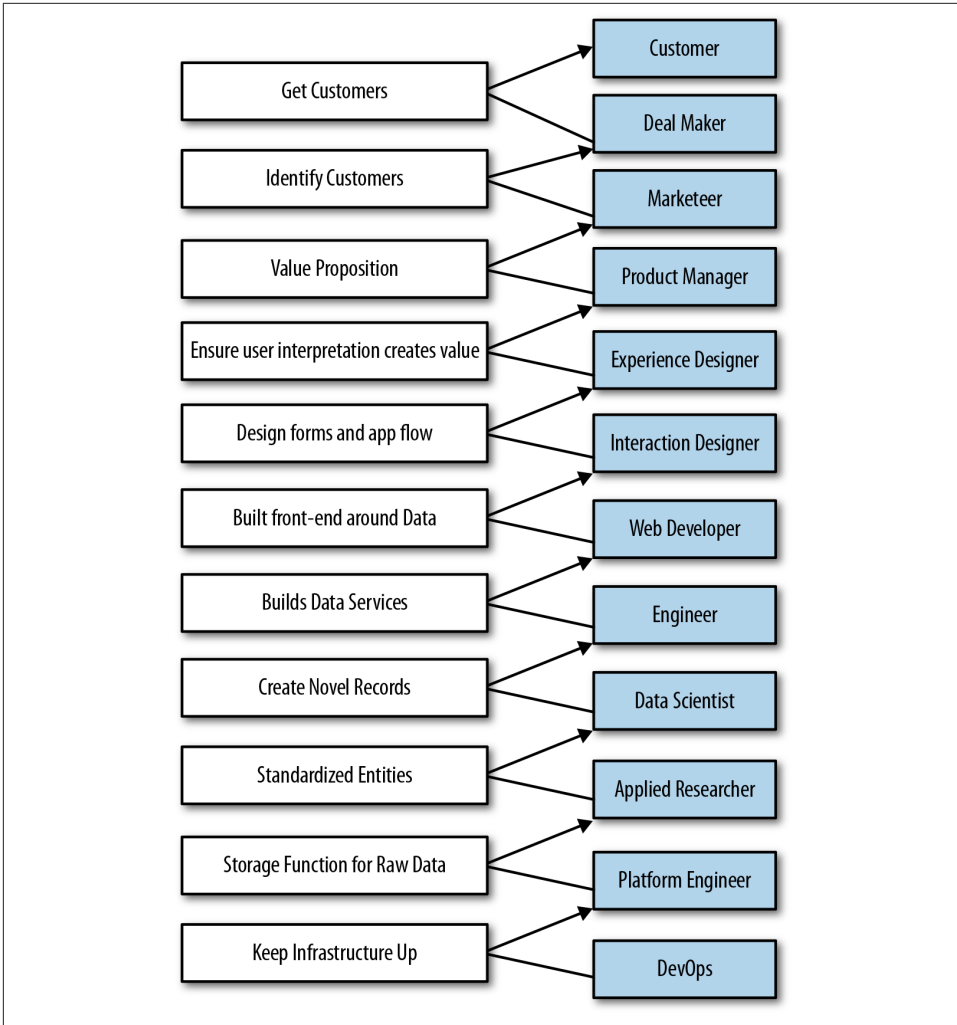 Customer
Get Customers
Deal Maker
Identify Customers
Marketeer
Value Proposition
Product Manager
Ensure user interpretation creates value
Experience Designer
Design forms and app flow
Interaction Designer
Built front-end around Data
Web Developer
Builds Data Services
Engineer
Create Novel Records
Data Scientist
Standardized Entities
Applied Researcher
Storage Function for Raw Data
Platform Engineer
Keep Infrastructure Up
DevOps